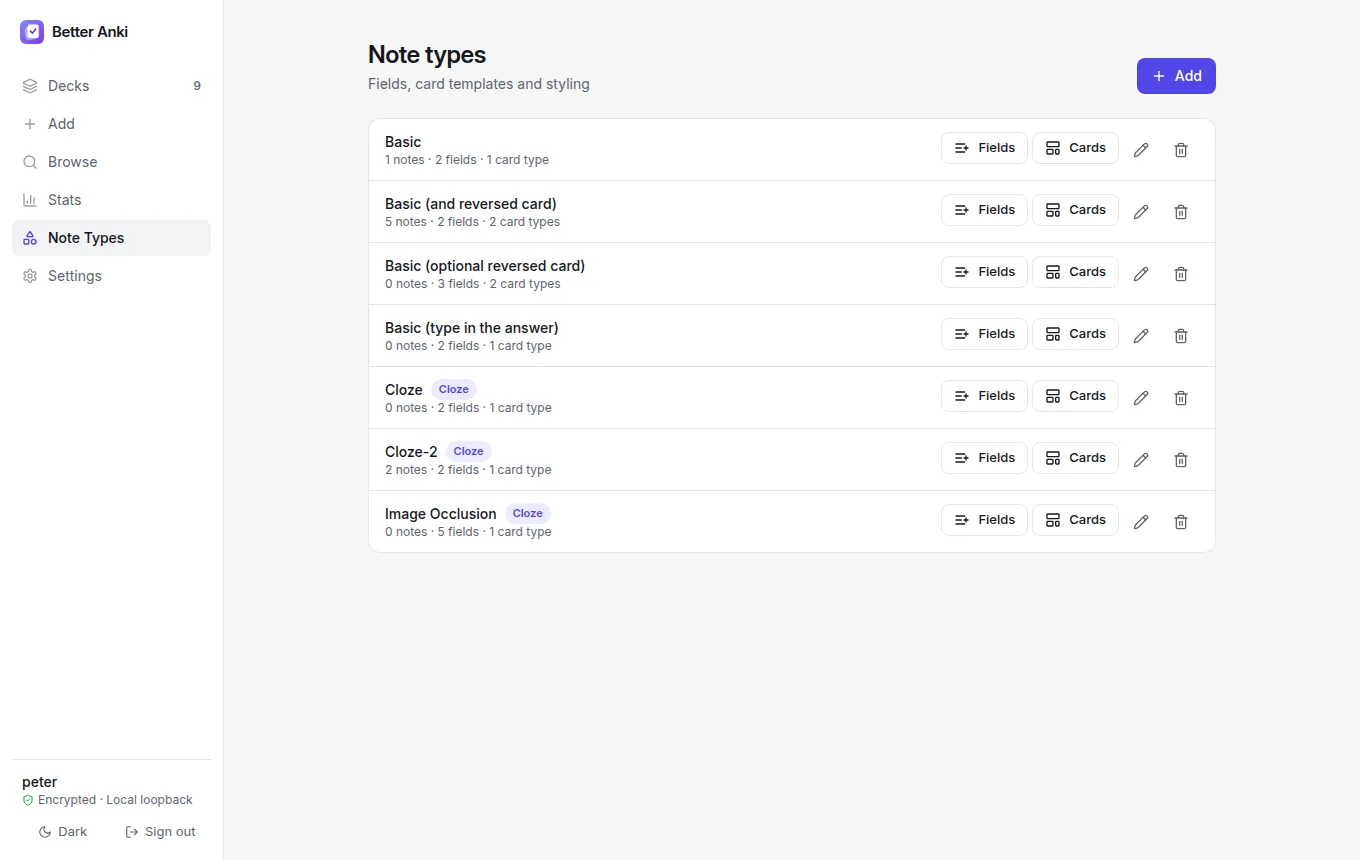 Better Anki
Decks 9
Add
Browse
Stats
Note Types
Settings
peter
Encrypted · Local loopback
Dark Sign out
Note types
Fields, card templates and styling
Add
Basic
1 notes · 2 fields · 1 card type
Fields Cards
Basic (and reversed card)
5 notes · 2 fields · 2 card types
Fields Cards
Basic (optional reversed card)
0 notes · 3 fields · 2 card types
Fields Cards
Basic (type in the answer)
0 notes · 2 fields · 1 card type
Fields Cards
Cloze Cloze
0 notes · 2 fields · 1 card type
Fields Cards
Cloze-2 Cloze
2 notes · 2 fields · 1 card type
Fields Cards
Image Occlusion Cloze
0 notes · 5 fields · 1 card type
Fields Cards